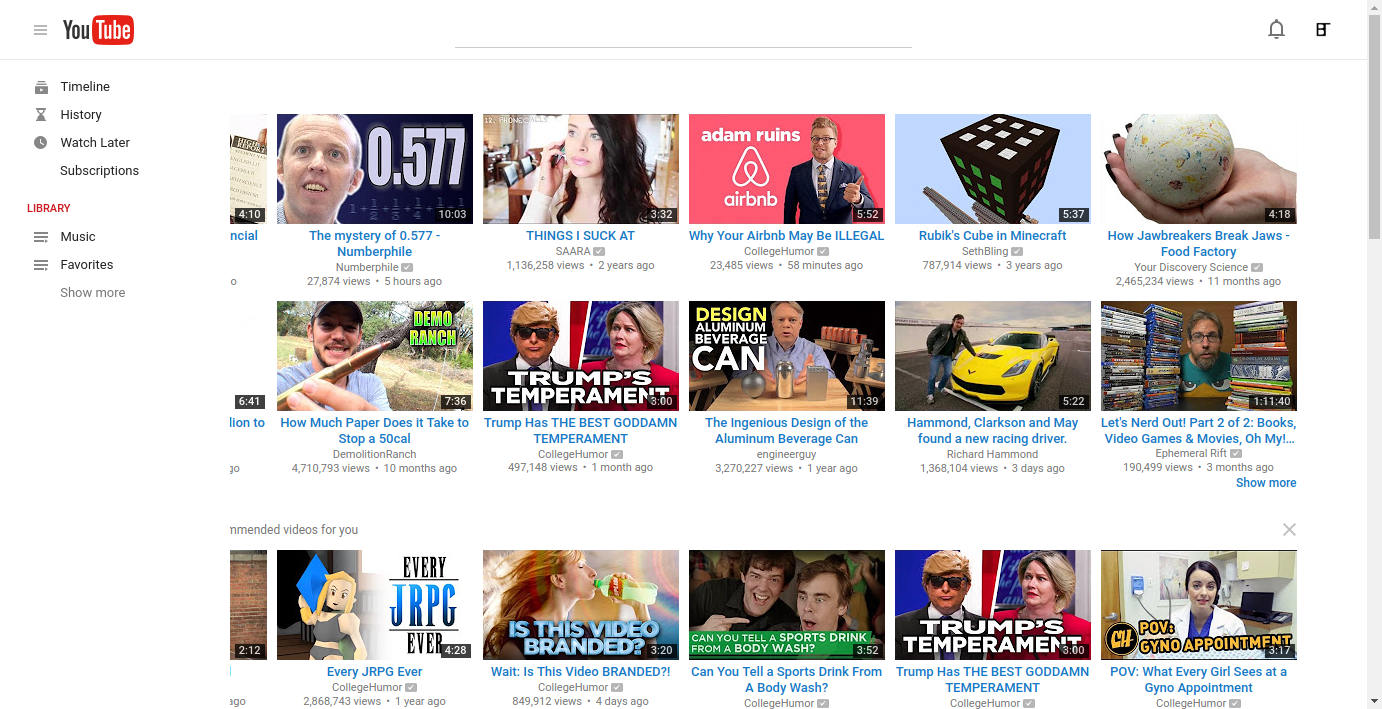 YouTube
Timeline
History
Watch Later
Subscriptions
LIBRARY
Music
Favorites
Show more
4:10
0.577
10:03
12. PHONECALLS
3:32
adam ruins
airbnb
5:52
5:37
4:18
ncial
The mystery of 0.577 -
Numberphile
Numberphile
27,874 views • 5 hours ago
THINGS I SUCK AT
SAARA
1,136,258 views • 2 years ago
Why Your Airbnb May Be ILLEGAL
CollegeHumor
23,485 views • 58 minutes ago
Rubik's Cube in Minecraft
SethBling
787,914 views • 3 years ago
How Jawbreakers Break Jaws -
Food Factory
Your Discovery Science
2,465,234 views • 11 months ago
o
6:41
DEMO
RANCH
7:36
TRUMP'S
TEMPERAMENT
3:00
DESIGN
ALUMINUM
BEVERAGE
CAN
11:39
5:22
1:11:40
lion to
go
How Much Paper Does it Take to
Stop a 50cal
DemolitionRanch
4,710,793 views • 10 months ago
Trump Has THE BEST GODDAMN
TEMPERAMENT
CollegeHumor
497,148 views • 1 month ago
The Ingenious Design of the
Aluminum Beverage Can
engineerguy
3,270,227 views • 1 year ago
Hammond, Clarkson and May
found a new racing driver.
Richard Hammond
1,368,104 views • 3 days ago
Let's Nerd Out! Part 2 of 2: Books,
Video Games & Movies, Oh My!...
Ephemeral Rift
190,499 views • 3 months ago
Show more
mmended videos for you
2:12
EVERY
JRPG
EVER
4:28
IS THIS VIDEO
BRANDED?
3:20
CAN YOU TELL A SPORTS DRINK
FROM A BODY WASH?
3:52
TRUMP'S
TEMPERAMENT
3:00
CH
POV:
GYNO APPOINTMENT
3:17
ago
Every JRPG Ever
CollegeHumor
2,868,743 views • 1 year ago
Wait: Is This Video BRANDED?!
CollegeHumor
849,912 views • 4 days ago
Can You Tell a Sports Drink From
A Body Wash?
CollegeHumor
Trump Has THE BEST GODDAMN
TEMPERAMENT
CollegeHumor
POV: What Every Girl Sees at a
Gyno Appointment
CollegeHumor